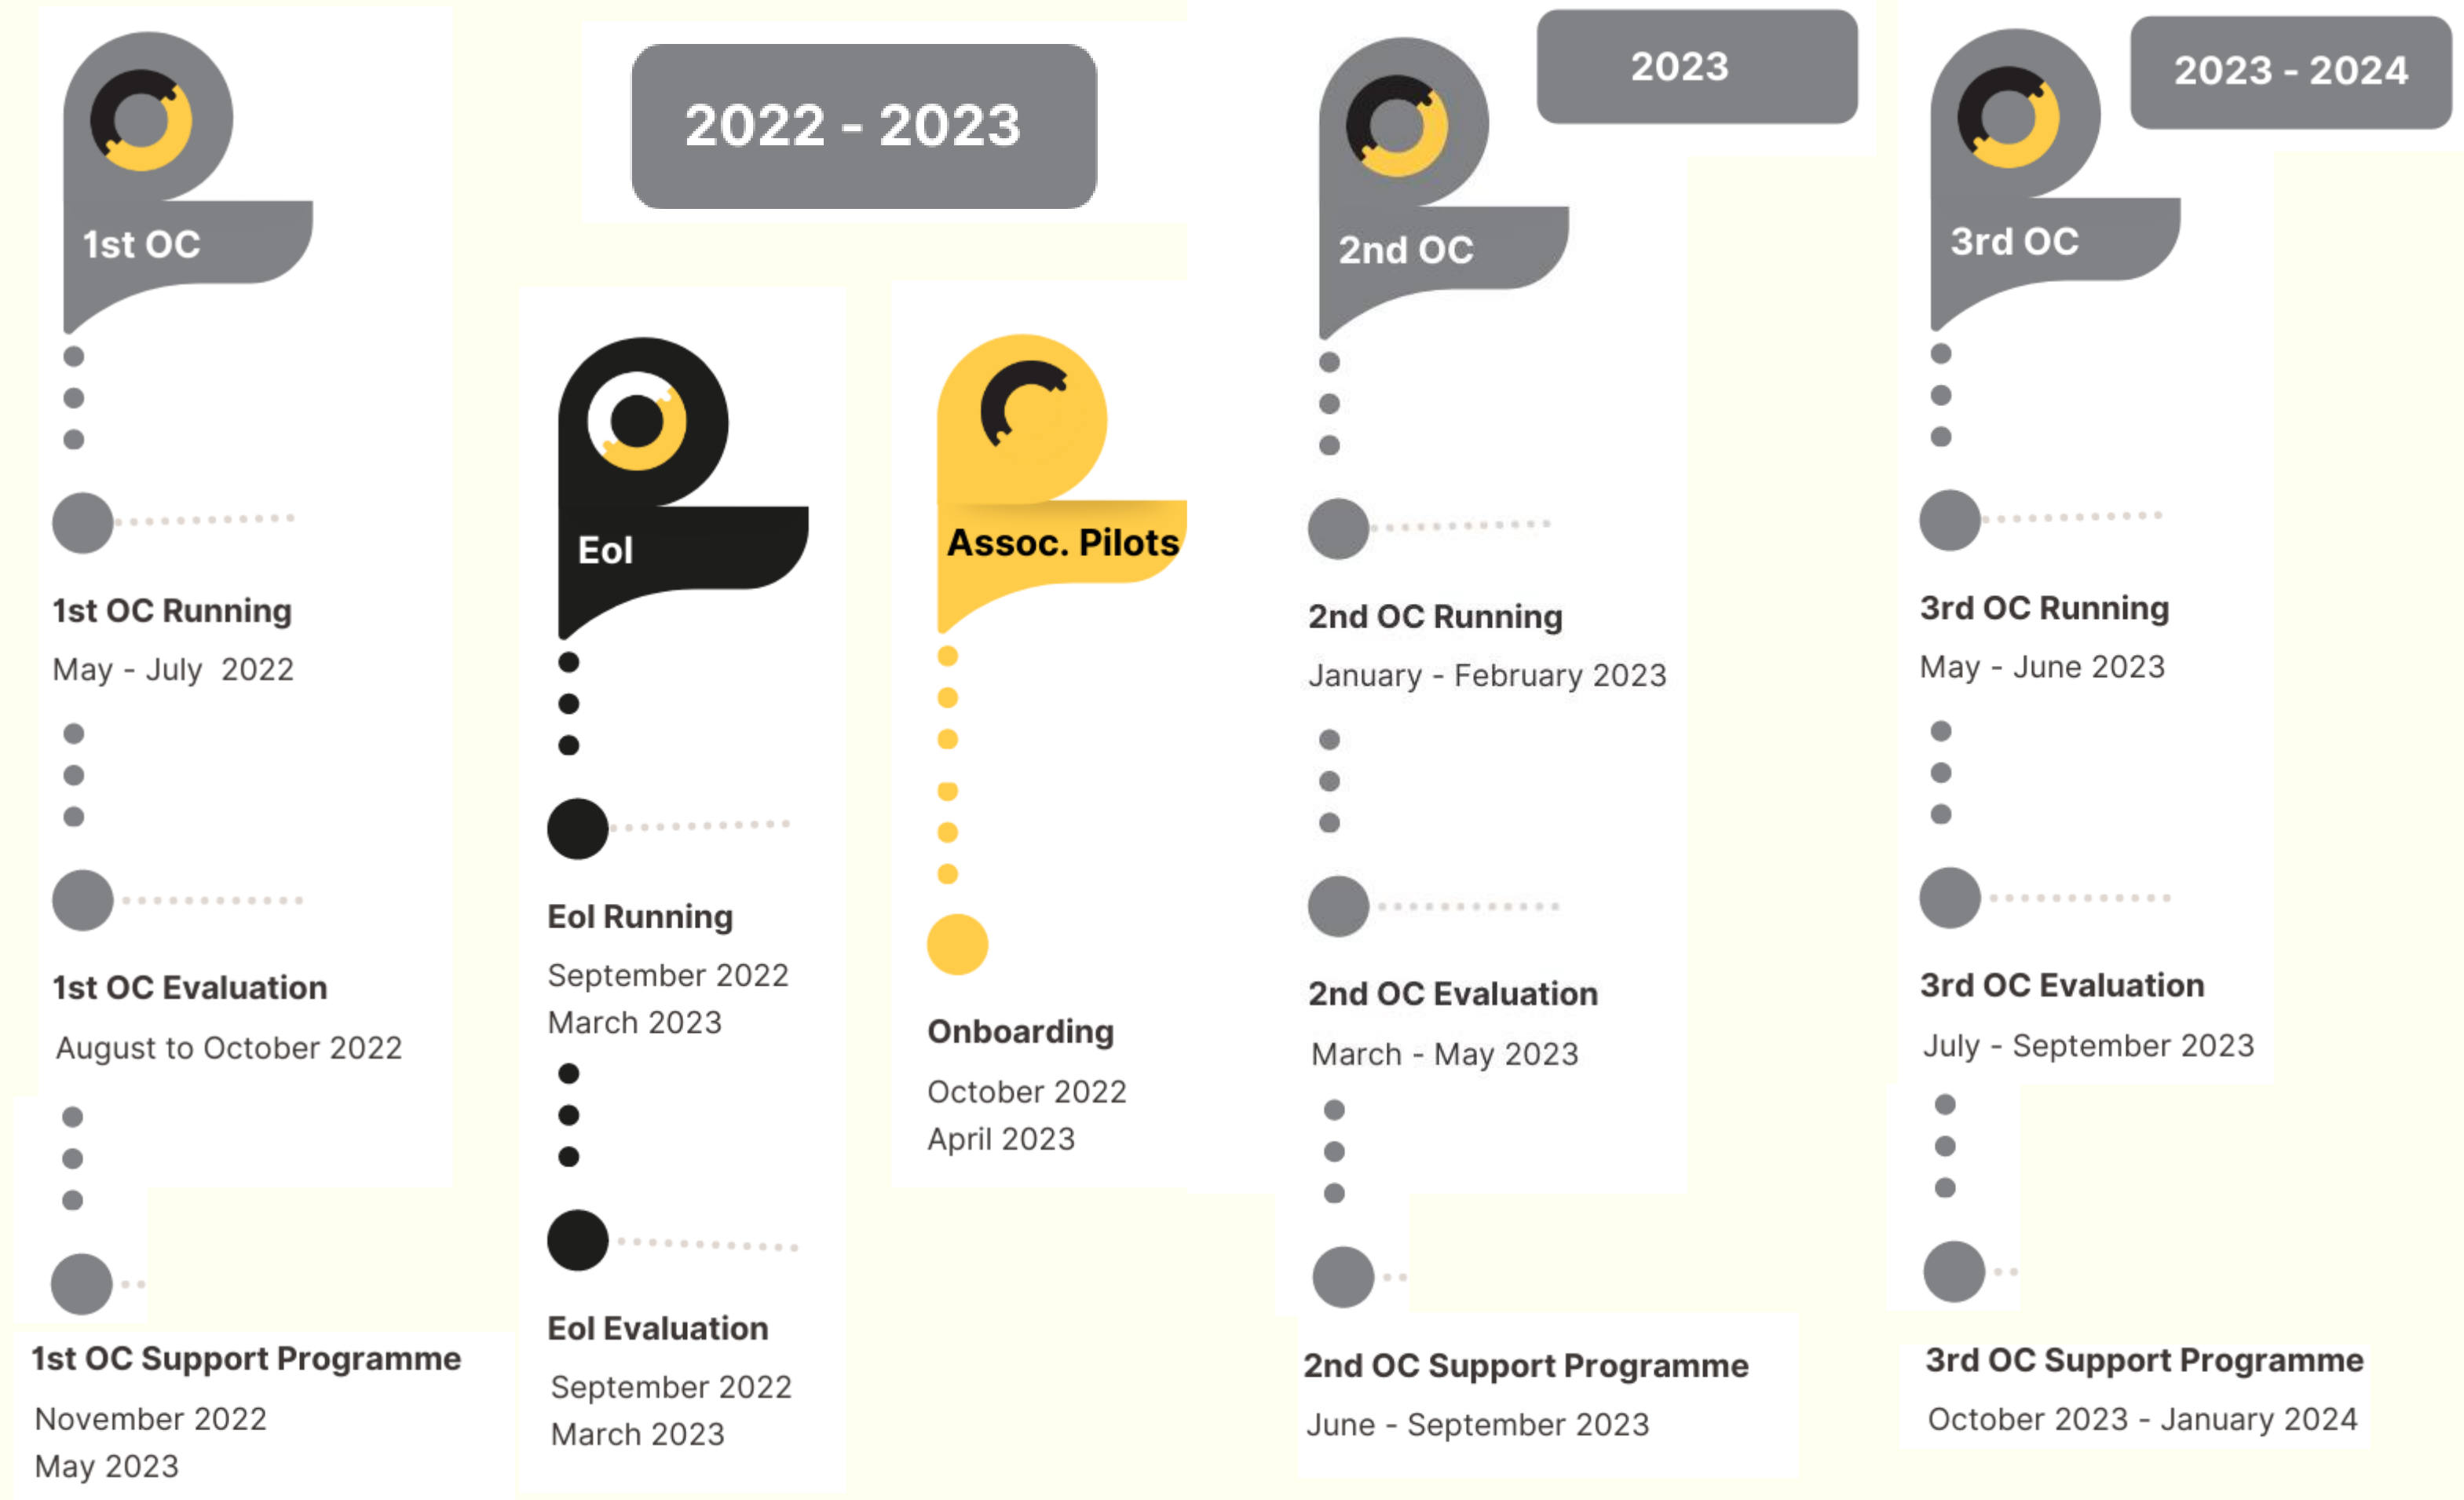 1st OC
1st OC Running
May - July 2022
1st OC Evaluation
August to October 2022
1st OC Support Programme
November 2022
May 2023
2022 - 2023
EoI
EoI Running
September 2022
March 2023
EoI Evaluation
September 2022
March 2023
Assoc. Pilots
Onboarding
October 2022
April 2023
2023
2nd OC
2nd OC Running
January - February 2023
2nd OC Evaluation
March - May 2023
2nd OC Support Programme
June - September 2023
2023 - 2024
3rd OC
3rd OC Running
May - June 2023
3rd OC Evaluation
July - September 2023
3rd OC Support Programme
October 2023 - January 2024